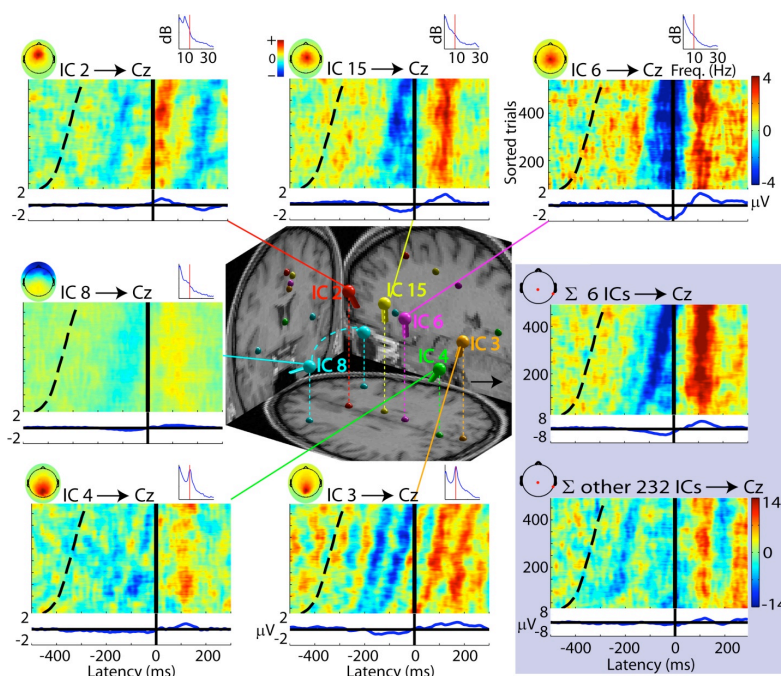 dB
10 30
IC 2 → Cz
2
-2
+
0
−
dB
10 30
IC 15 → Cz
dB
10 30
IC 6 → Cz Freq. (Hz)
Sorted trials
400
200
2
-2
4
0
-4
μV
IC 2
IC 15
IC 6
IC 4
IC 3
IC 8
IC 8 → Cz
2
-2
Σ 6 ICs → Cz
400
200
8
-8
IC 4 → Cz
2
-2
-400 -200 0 200
Latency (ms)
IC 3 → Cz
μV
2
-2
-400 -200 0 200
Latency (ms)
Σ other 232 ICs → Cz
400
200
14
0
-14
μV
8
-8
-400 -200 0 200
Latency (ms)